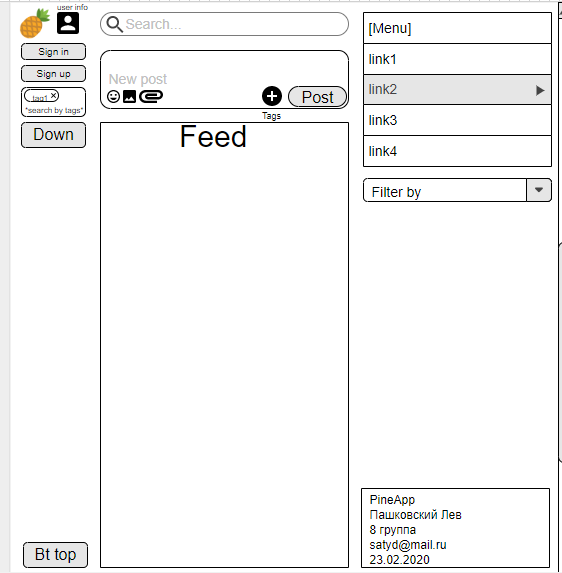 user info
Sign in
Sign up
tag1 ×
*search by tags*
Down
Bt top
Search...
New post
Post
Tags
Feed
[Menu]
link1
link2
link3
link4
Filter by
PineApp
Пашковский Лев
8 группа
satyd@mail.ru
23.02.2020